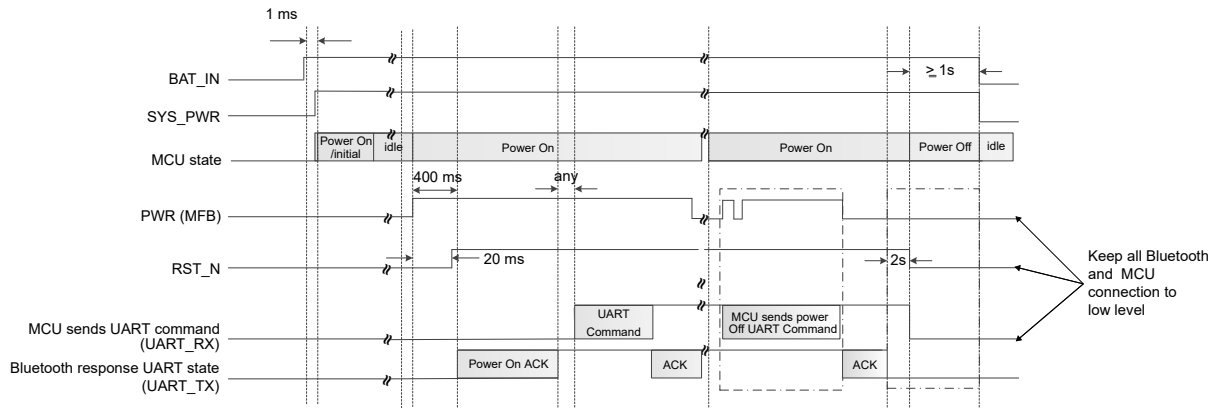 1 ms
BAT_IN
≥ 1s
SYS_PWR
MCU state
Power On
/initial
idle
Power On
Power On
Power Off
idle
400 ms
any
PWR (MFB)
RST_N
20 ms
2s
Keep all Bluetooth
and MCU
connection to
low level
MCU sends UART command
(UART_RX)
UART
Command
MCU sends power
Off UART Command
Bluetooth response UART state
(UART_TX)
Power On ACK
ACK
ACK